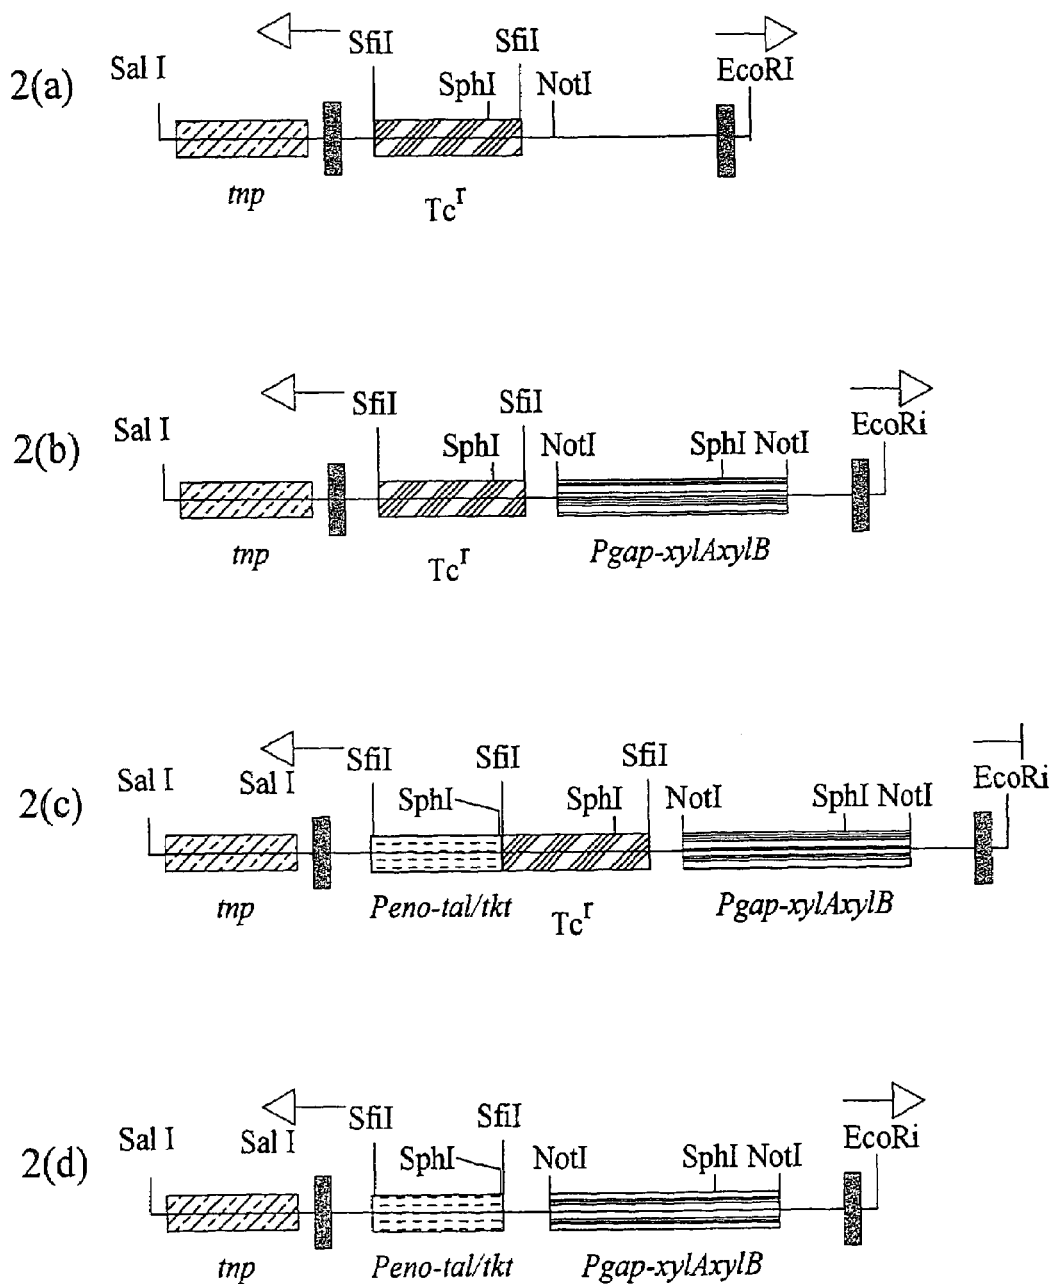 2(a)
Sal I SfiI SphI SfiI NotI EcoRI
tnp Tcr
2(b)
Sal I SfiI SphI SfiI NotI SphI NotI EcoRi
tnp Tcr Pgap-xylAxylB
2(c)
Sal I Sal I SfiI SphI SfiI SphI SfiI NotI SphI NotI EcoRi
tnp Peno-tal/tkt Tcr Pgap-xylAxylB
2(d)
Sal I Sal I SfiI SphI SfiI NotI SphI NotI EcoRi
tnp Peno-tal/tkt Pgap-xylAxylB